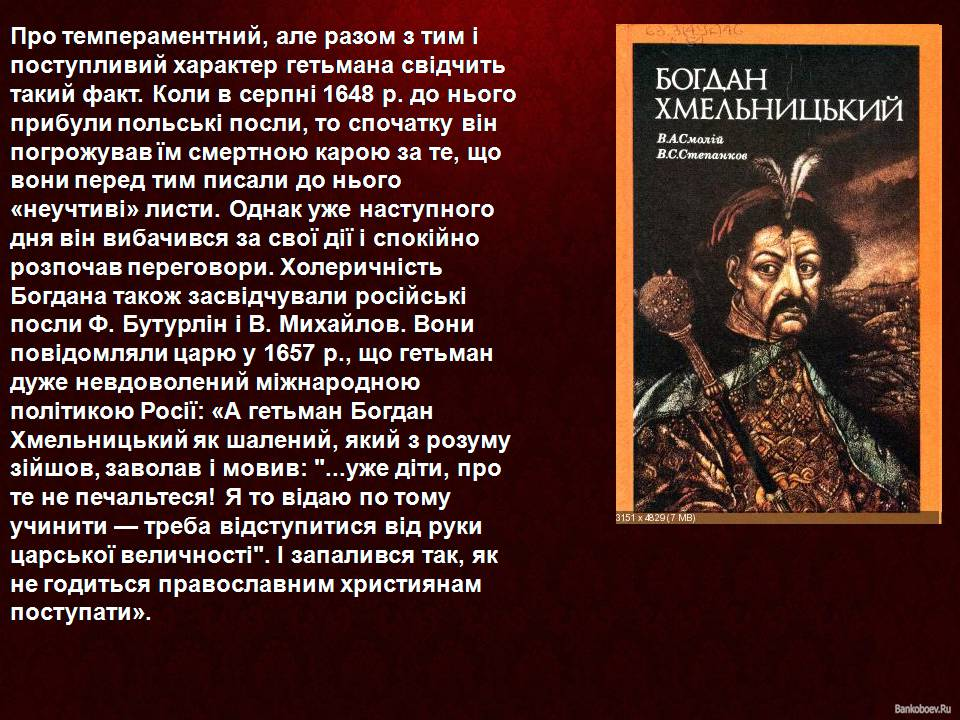 Про темпераментний, але разом з тим і
поступливий характер гетьмана свідчить
такий факт. Коли в серпні 1648 р. до нього
прибули польські посли, то спочатку він
погрожував їм смертною карою за те, що
вони перед тим писали до нього
«неучтиві» листи. Однак уже наступного
дня він вибачився за свої дії і спокійно
розпочав переговори. Холеричність
Богдана також засвідчували російські
посли Ф. Бутурлін і В. Михайлов. Вони
повідомляли царю у 1657 р., що гетьман
дуже невдоволений міжнародною
політикою Росії: «А гетьман Богдан
Хмельницький як шалений, який з розуму
зійшов, заволав і мовив: "...уже діти, про
те не печальтеся! Я то відаю по тому
учинити — треба відступитися від руки
царської величності". І запалився так, як
не годиться православним християнам
поступати».
БОГДАН
ХМЕЛЬНИЦЬКИЙ
В.А.Смолій
В.С.Степанков
3151 x 4829 (7 MB)
Bankoboev.Ru